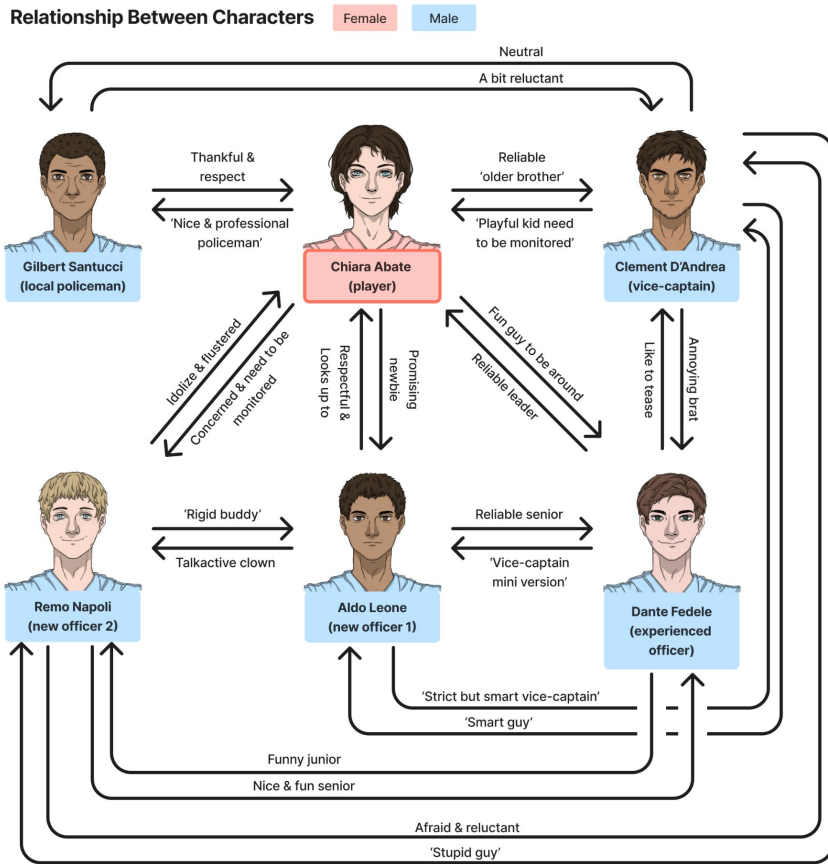 Relationship Between Characters
Female
Male
Neutral
A bit reluctant
Thankful &
respect
Reliable
‘older brother’
‘Nice & professional
policeman’
‘Playful kid need
to be monitored’
Gilbert Santucci
(local policeman)
Chiara Abate
(player)
Clement D’Andrea
(vice-captain)
Idolize & flustered
Concerned & need to be
monitored
Respectful &
Looks up to
Promising
newbie
Fun guy to be around
Reliable leader
Like to tease
Annoying brat
‘Rigid buddy’
Talkactive clown
Reliable senior
‘Vice-captain
mini version’
Remo Napoli
(new officer 2)
Aldo Leone
(new officer 1)
Dante Fedele
(experienced
officer)
‘Strict but smart vice-captain’
‘Smart guy’
Funny junior
Nice & fun senior
Afraid & reluctant
‘Stupid guy’